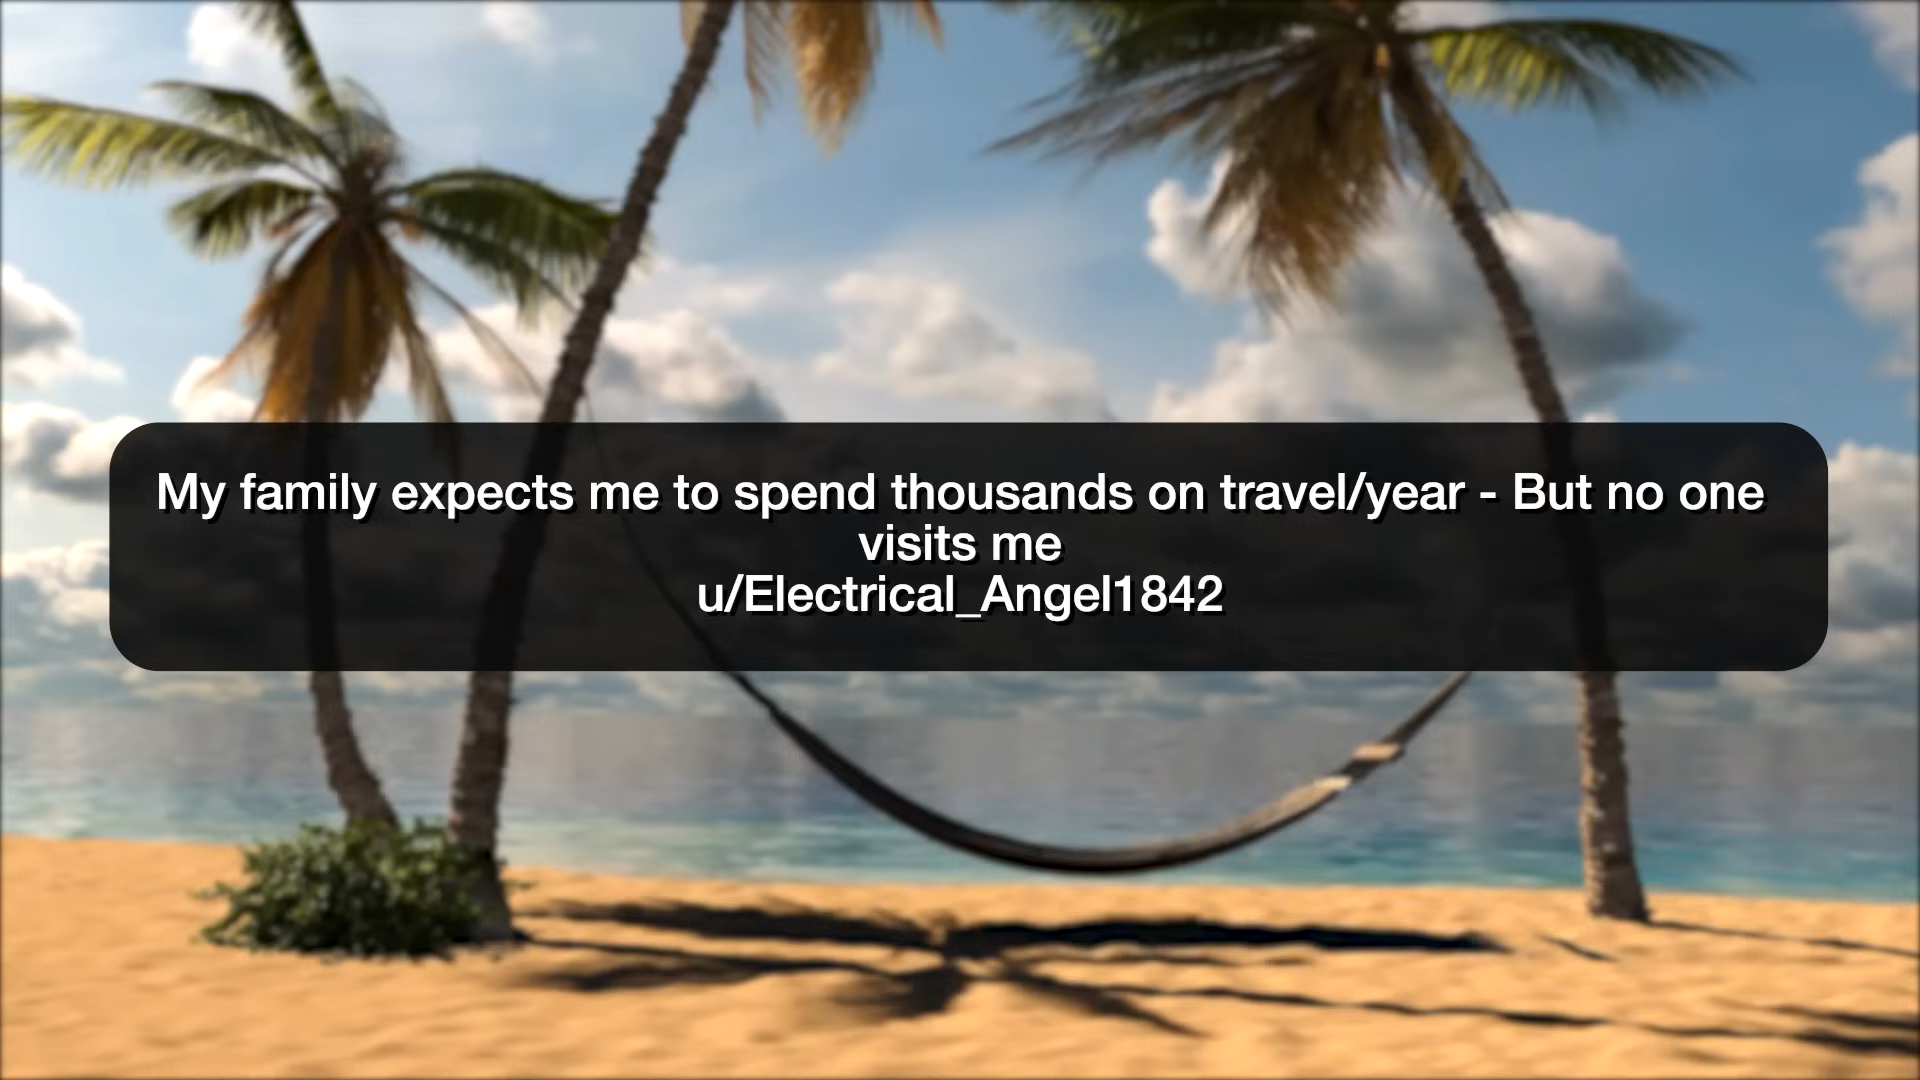 My family expects me to spend thousands on travel/year - But no one
visits me
u/Electrical_Angel1842